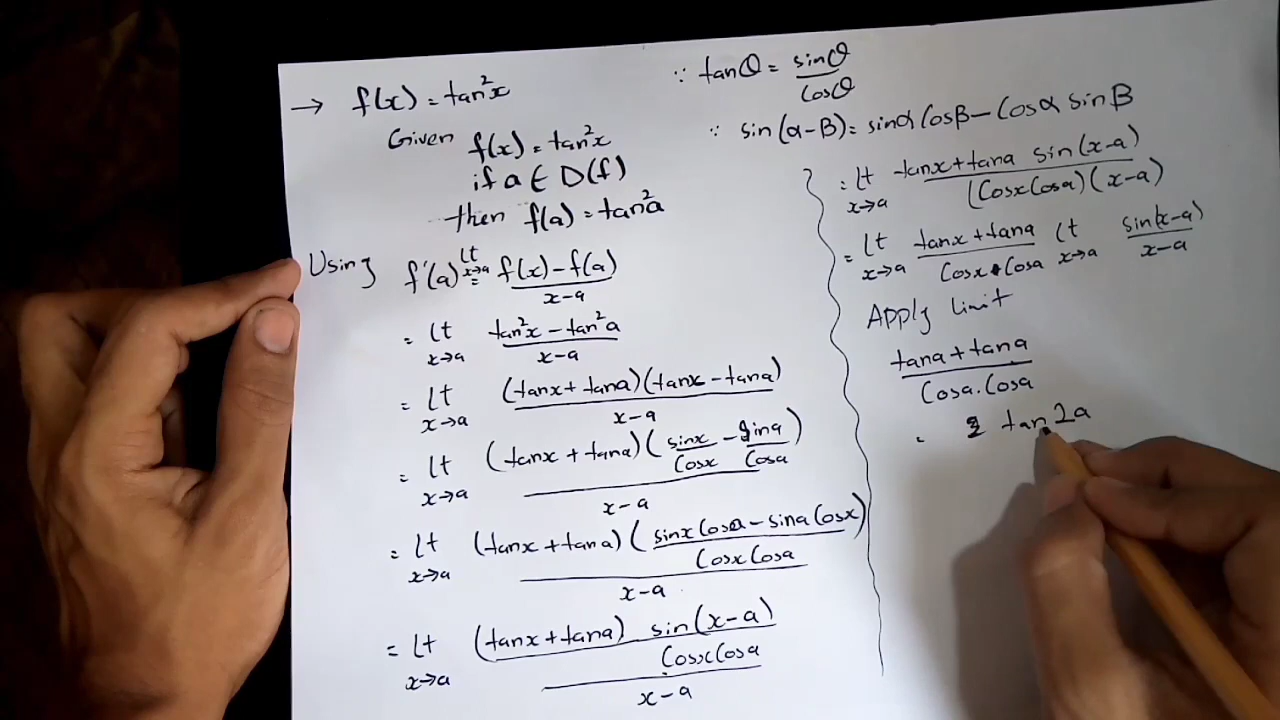 → f(x) = tan²x
Given f(x) = tan²x
if a ∈ D(f)
then f(a) = tan²a
Using f'(a) = Lt x→a f(x) - f(a) / x-a
= Lt x→a tan²x - tan²a / x-a
= Lt x→a (tanx + tana)(tanx - tana) / x-a
= Lt x→a (tanx + tana)(sinx/Cosx - Sina/Cosa) / x-a
= Lt x→a (tanx + tana)(sinx Cosa - sina Cosx / Cosx Cosa) / x-a
= Lt x→a (tanx + tana) sin(x-a) / Cosx Cosa / x-a
∵ tanθ = sinθ / Cosθ
∵ sin(α-β) = sinα Cosβ - Cosα sinβ
= Lt x→a tanx + tana sin(x-a) / (Cosx Cosa)(x-a)
= Lt x→a tanx + tana / Cosx • Cosa Lt x→a sin(x-a) / x-a
Apply limit
tana + tana / Cosa . Cosa
tan 2a